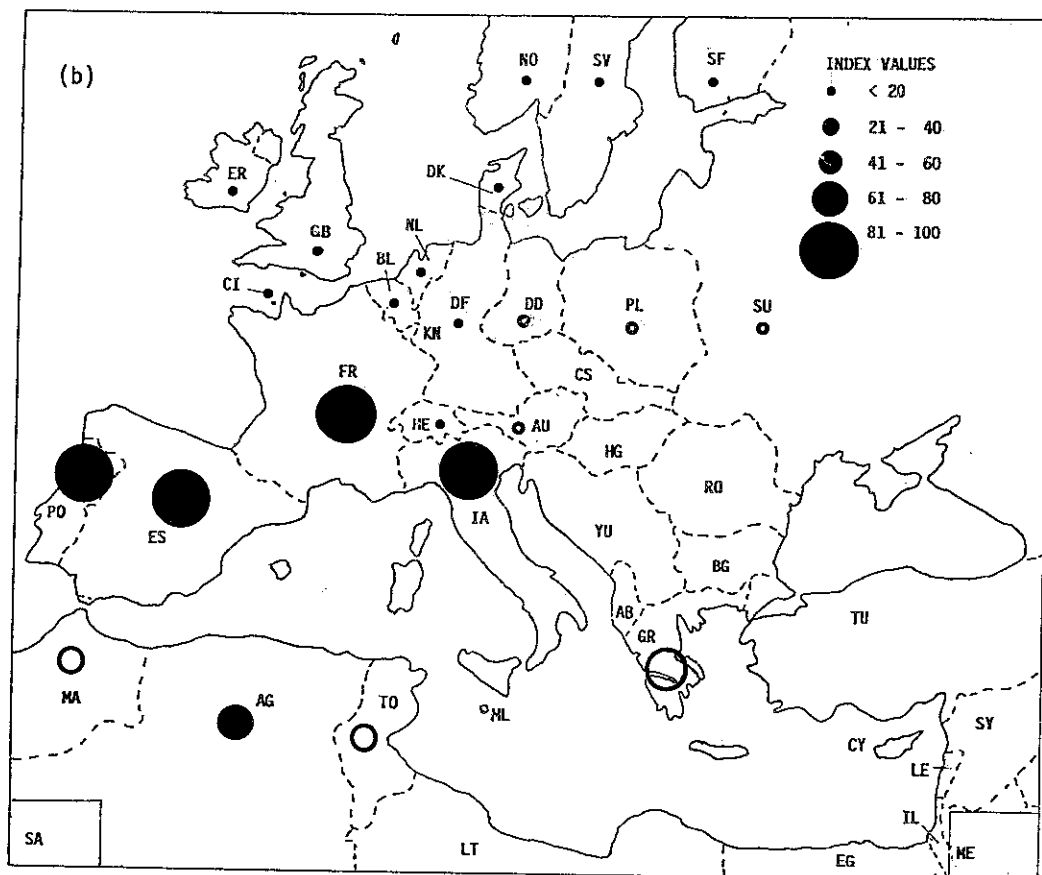 (b)
NO SV SF
INDEX VALUES
< 20
21 - 40
41 - 60
61 - 80
81 - 100
ER
DK
GB
NL
BL
CI
DF
DD
PL
SU
KN
FR
CS
HE
AU
HG
RO
PO
ES
IA
YU
BG
AB
TU
GR
MA
AG
TO
ML
CY
SY
LE
IL
SA
LT
EG
ME